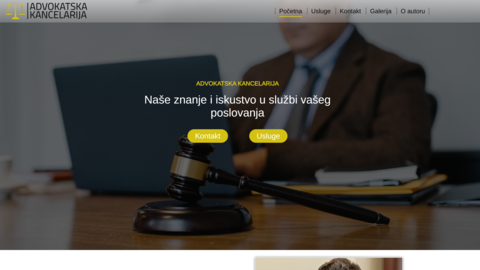 ADVOKATSKA
KANCELARIJA
Početna
Usluge
Kontakt
Galerija
O autoru
ADVOKATSKA KANCELARIJA
Naše znanje i iskustvo u službi vašeg
poslovanja
Kontakt
Usluge